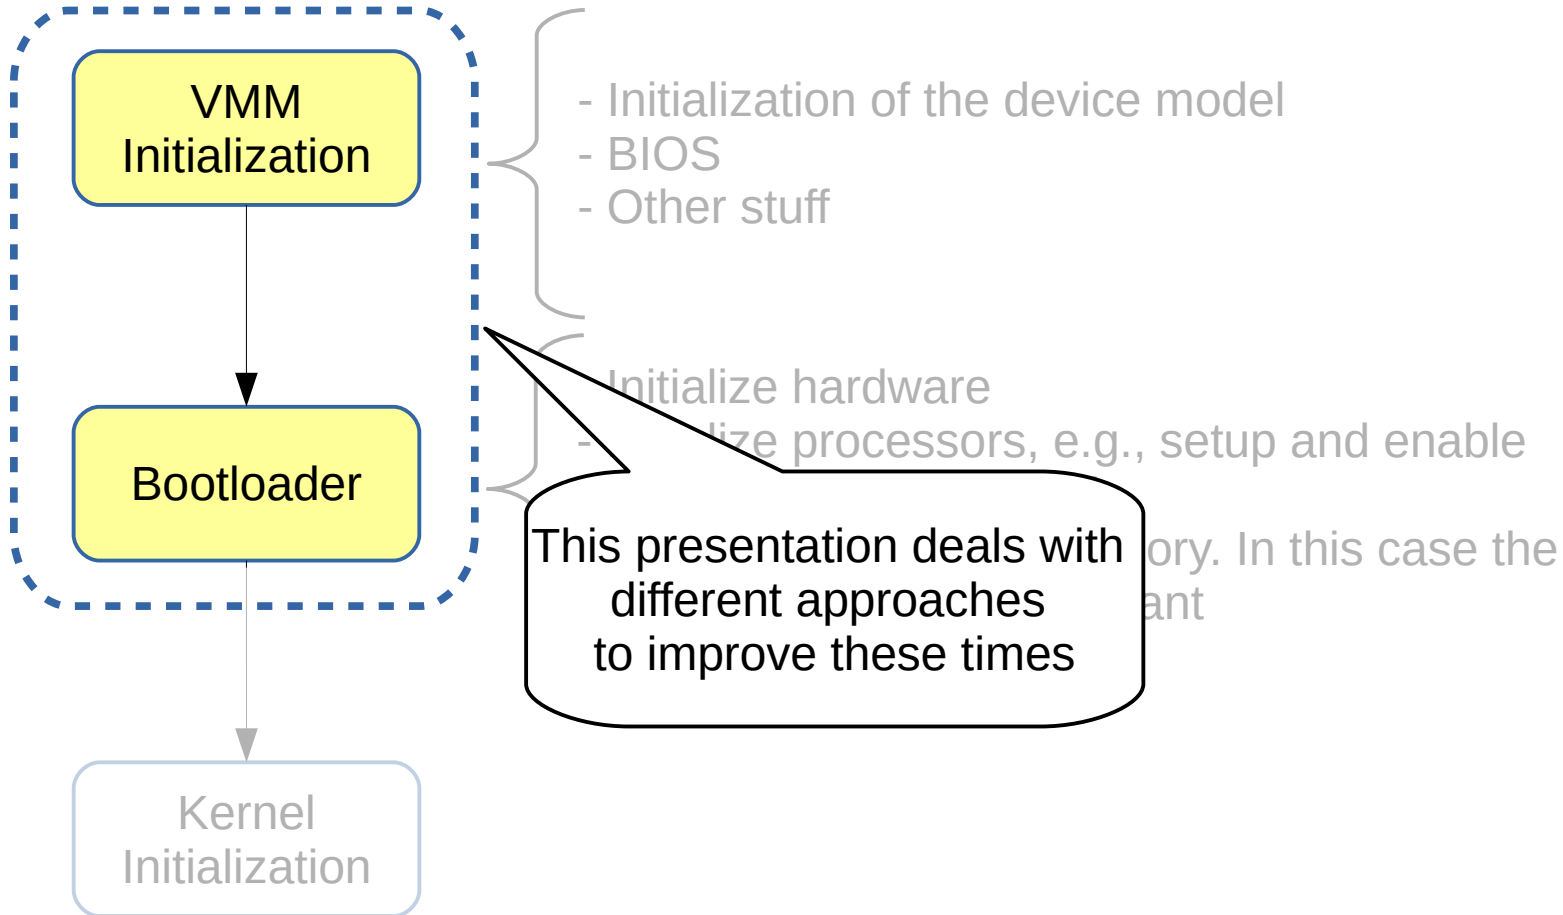 VMM
Initialization
- Initialization of the device model
- BIOS
- Other stuff
Bootloader
Initialize hardware
- processors, e.g., setup and enable
ory. In this case the
ant
This presentation deals with
different approaches
to improve these times
Kernel
Initialization